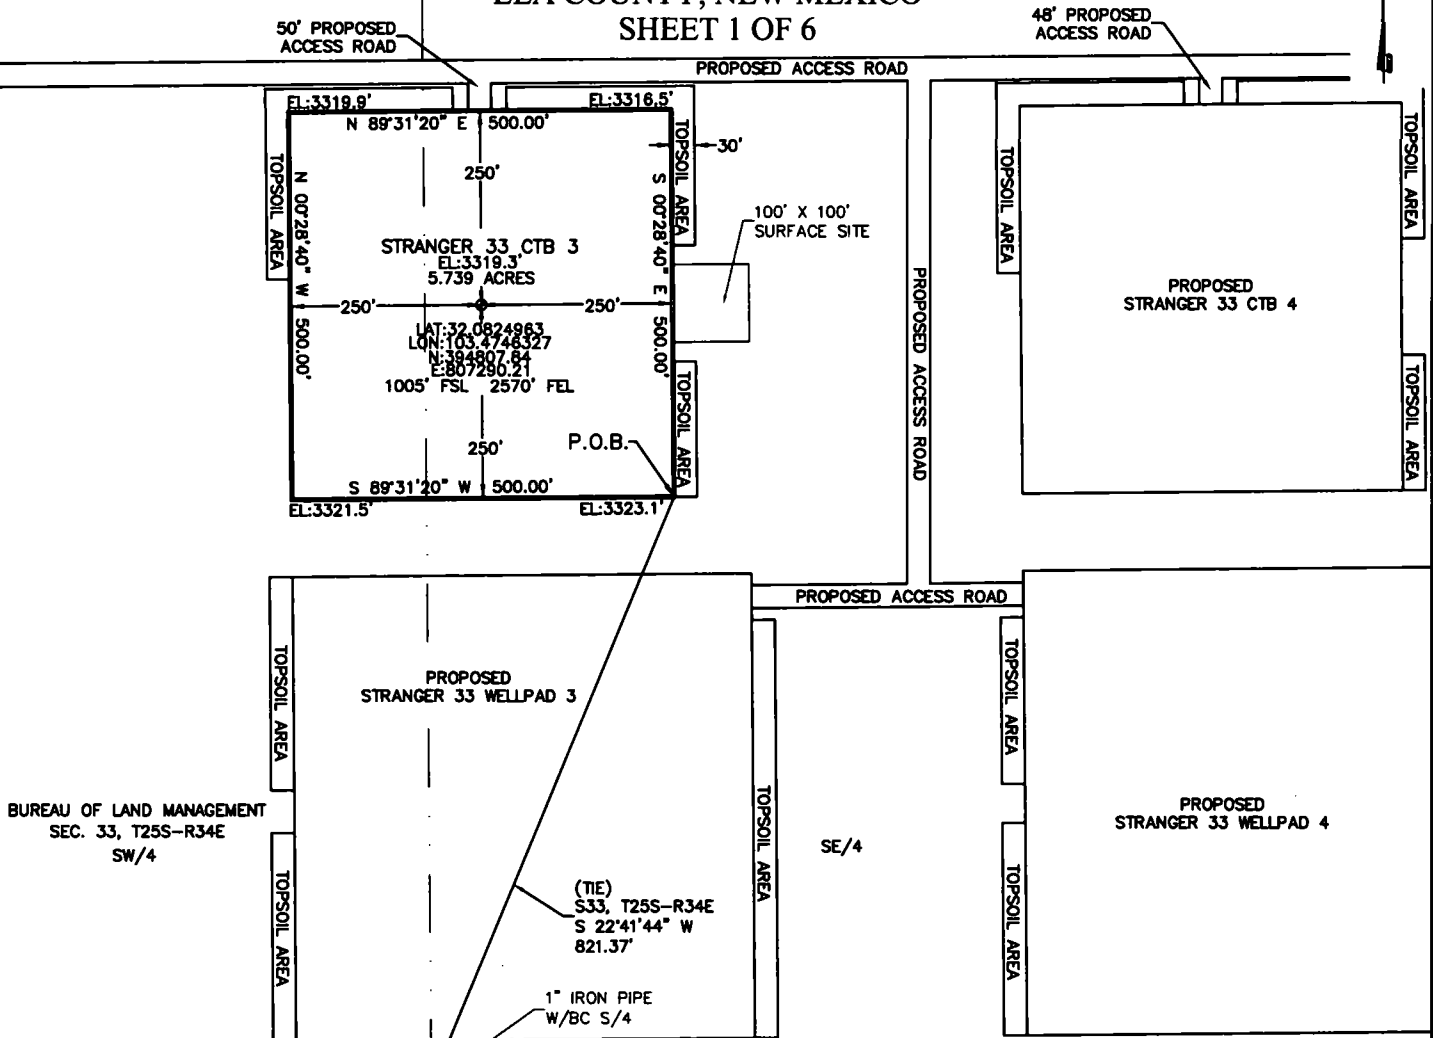 LEA COUNTY, NEW MEXICO
SHEET 1 OF 6
50' PROPOSED
ACCESS ROAD
48' PROPOSED
ACCESS ROAD
PROPOSED ACCESS ROAD
EL:3319.9'
EL:3316.5'
N 89°31'20" E 500.00'
TOPSOIL AREA
TOPSOIL AREA
30'
TOPSOIL AREA
TOPSOIL AREA
250'
N 00°28'40" W 500.00'
S 00°28'40" E 500.00'
100' X 100'
SURFACE SITE
STRANGER 33 CTB 3
EL:3319.3'
5.739 ACRES
250'
250'
LAT:32.0824963
LON:103.4746327
N:394807.84
E:807290.21
1005' FSL 2570' FEL
PROPOSED
STRANGER 33 CTB 4
PROPOSED ACCESS ROAD
TOPSOIL AREA
TOPSOIL AREA
250'
P.O.B.
S 89°31'20" W 500.00'
EL:3321.5'
EL:3323.1'
PROPOSED ACCESS ROAD
TOPSOIL AREA
PROPOSED
STRANGER 33 WELLPAD 3
TOPSOIL AREA
BUREAU OF LAND MANAGEMENT
SEC. 33, T25S-R34E
SW/4
TOPSOIL AREA
TOPSOIL AREA
SE/4
PROPOSED
STRANGER 33 WELLPAD 4
TOPSOIL AREA
(TIE)
S33, T25S-R34E
S 22°41'44" W
821.37'
1" IRON PIPE
W/BC S/4